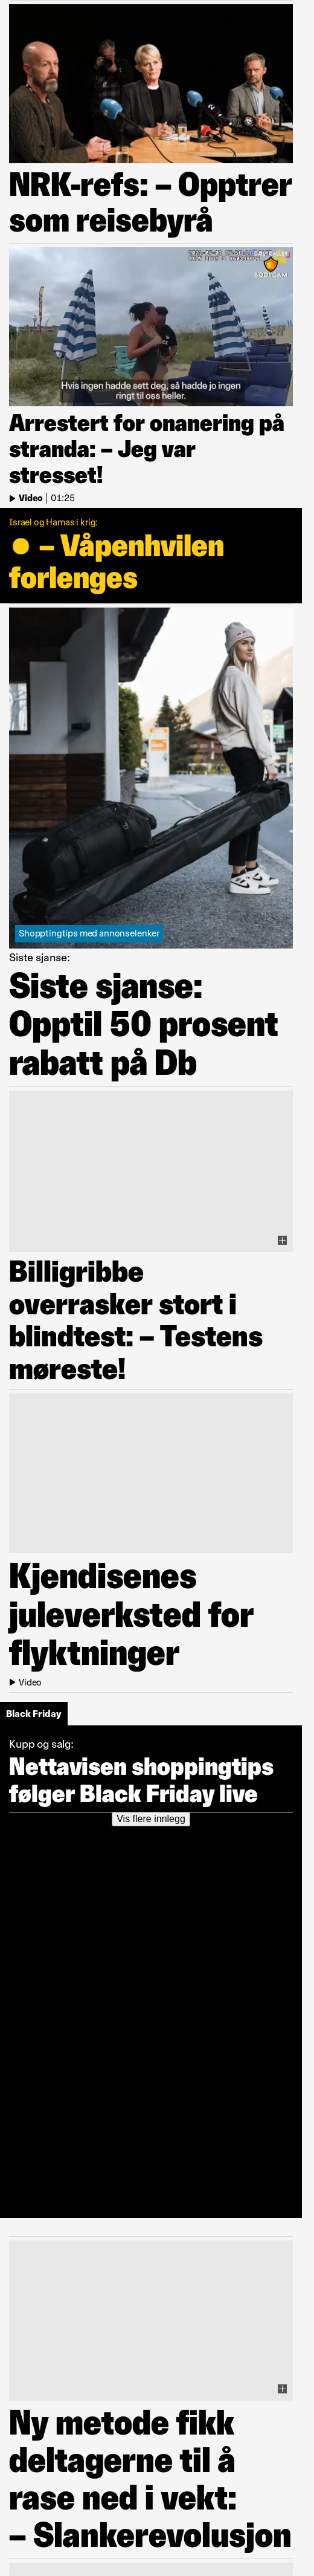 NRK-refs: – Opptrer
som reisebyrå
BODYCAM
Hvis ingen hadde sett deg, så hadde jo ingen
ringt til oss heller.
Arrestert for onanering på
stranda: – Jeg var
stresset!
Video | 01:25
Israel og Hamas i krig:
– Våpenhvilen
forlenges
Shoppingtips med annonselenker
Siste sjanse:
Siste sjanse:
Opptil 50 prosent
rabatt på Db
Billigribbe
overrasker stort i
blindtest: – Testens
møreste!
Kjendisenes
juleverksted for
flyktninger
Video
Black Friday
Kupp og salg:
Nettavisen shoppingtips
følger Black Friday live
Vis flere innlegg
Ny metode fikk
deltagerne til å
rase ned i vekt:
– Slankerevolusjon